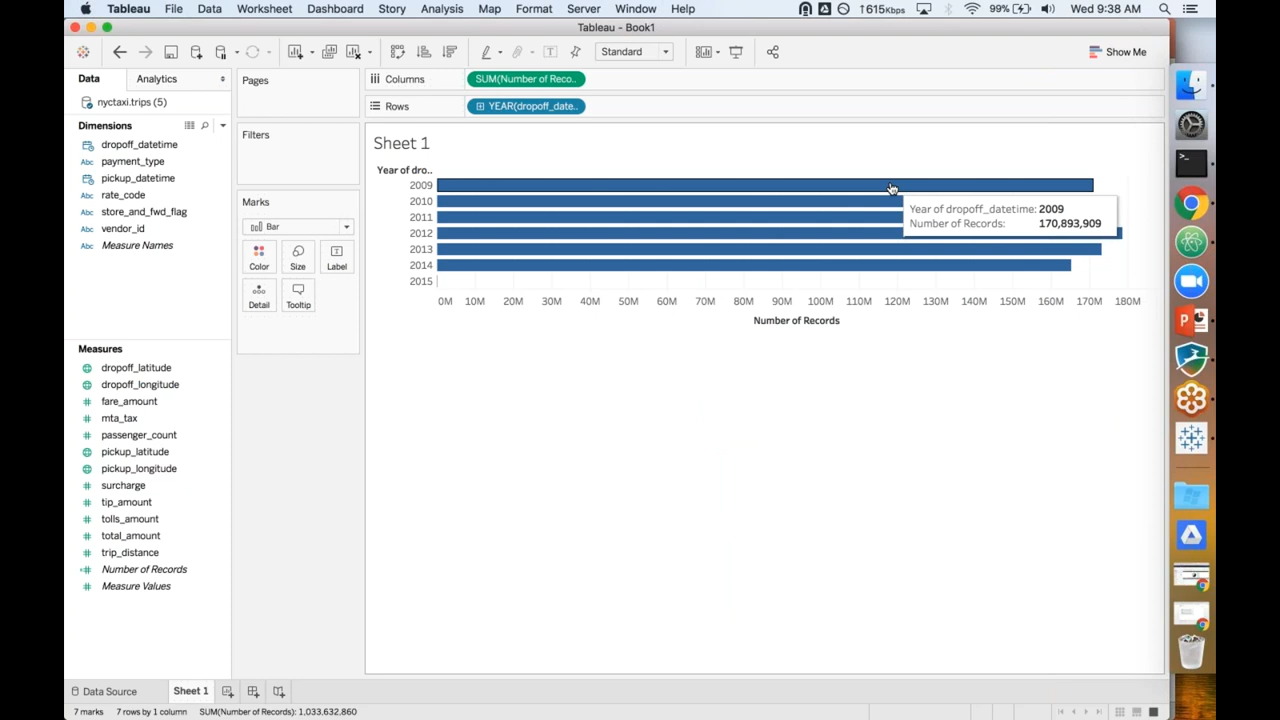 Tableau File Data Worksheet Dashboard Story Analysis Map Format Server Window Help ↑615Kbps 99% Wed 9:38 AM
Tableau - Book1
Standard Show Me
Data Analytics Pages Columns SUM(Number of Reco..
nyctaxi.trips (5) Rows YEAR(dropoff_date..
Dimensions Filters
dropoff_datetime
Abc payment_type
pickup_datetime
Abc rate_code
Abc store_and_fwd_flag
Abc vendor_id
Abc Measure Names
Marks
Bar
Color Size Label
Detail Tooltip
Sheet 1
Year of dro..
2009
2010
2011
2012
2013
2014
2015
Year of dropoff_datetime: 2009
Number of Records: 170,893,909
0M 10M 20M 30M 40M 50M 60M 70M 80M 90M 100M 110M 120M 130M 140M 150M 160M 170M 180M
Number of Records
Measures
dropoff_latitude
dropoff_longitude
# fare_amount
# mta_tax
# passenger_count
pickup_latitude
pickup_longitude
# surcharge
# tip_amount
# tolls_amount
# total_amount
# trip_distance
=# Number of Records
# Measure Values
Data Source Sheet 1
7 marks 7 rows by 1 column SUM(Number of Records): 1,033,632,860